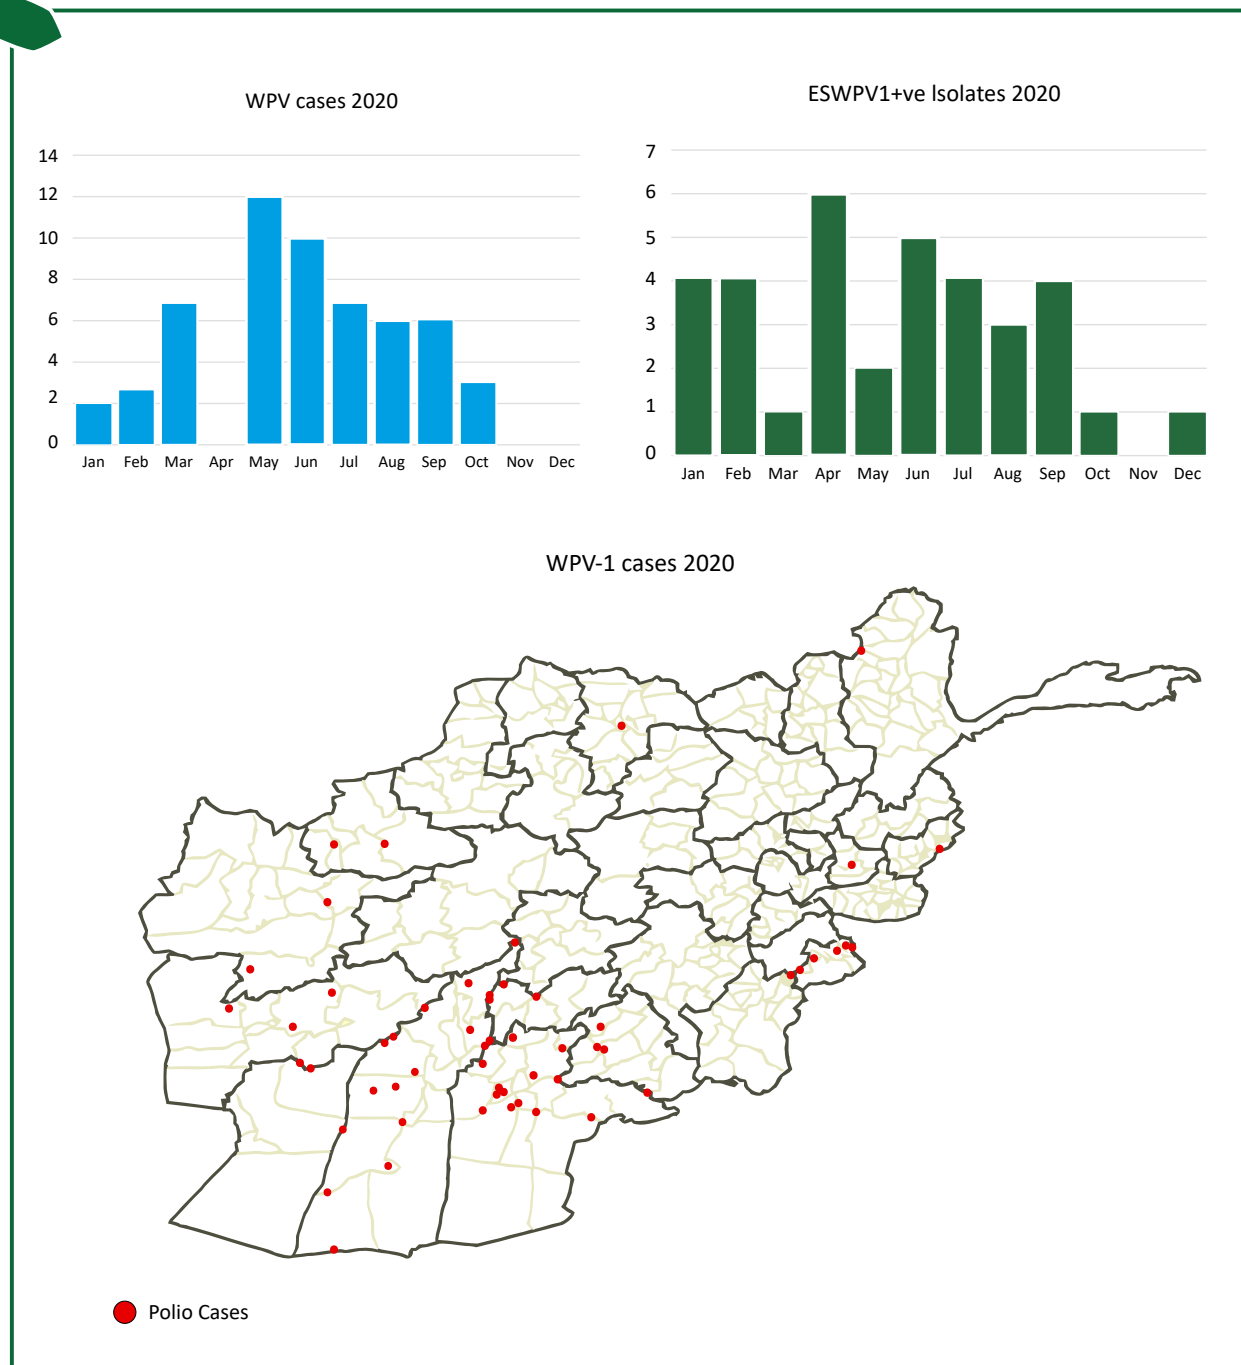 WPV cases 2020
14
12
10
8
6
4
2
0
Jan Feb Mar Apr May Jun Jul Aug Sep Oct Nov Dec
ESWPV1+ve Isolates 2020
7
6
5
4
3
2
1
0
Jan Feb Mar Apr May Jun Jul Aug Sep Oct Nov Dec
WPV-1 cases 2020
Polio Cases